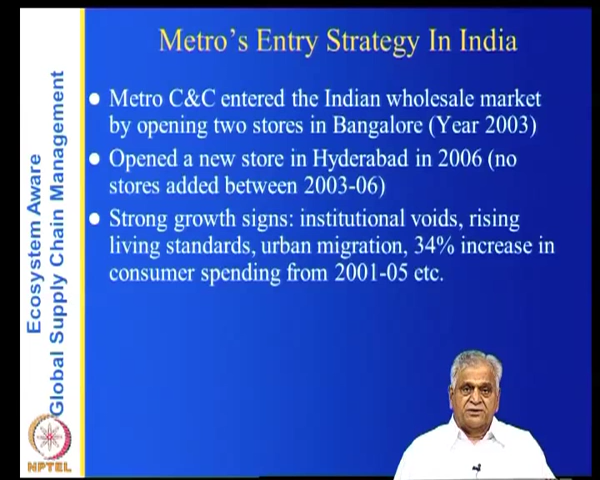 Metro's Entry Strategy In India
Metro C&C entered the Indian wholesale market
by opening two stores in Bangalore (Year 2003)
Opened a new store in Hyderabad in 2006 (no
stores added between 2003-06)
Strong growth signs: institutional voids, rising
living standards, urban migration, 34% increase in
consumer spending from 2001-05 etc.
Ecosystem Aware
Global Supply Chain Management
NPTEL